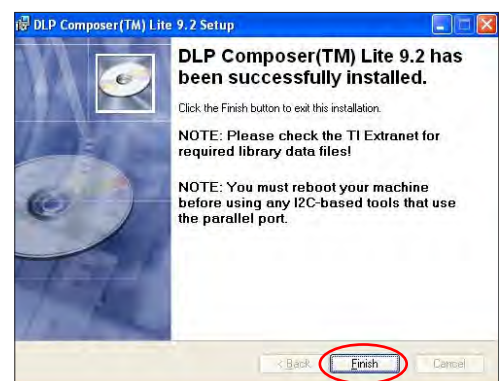 DLP Composer(TM) Lite 9.2 Setup
DLP Composer(TM) Lite 9.2 has
been successfully installed.
Click the Finish button to exit this installation.
NOTE: Please check the TI Extranet for
required library data files!
NOTE: You must reboot your machine
before using any I2C-based tools that use
the parallel port.
< Back Finish Cancel